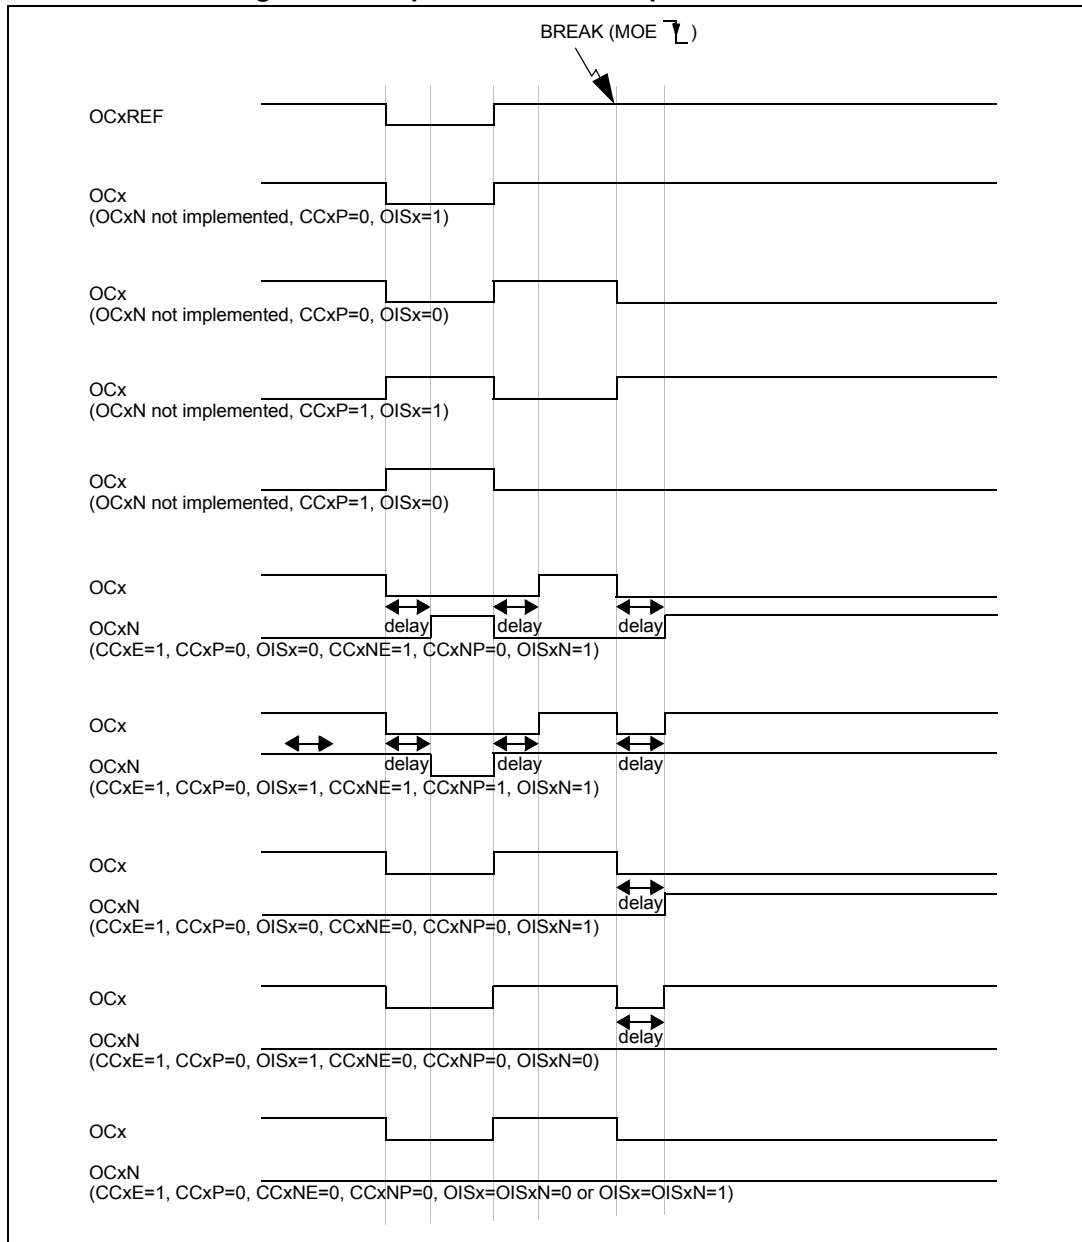 BREAK (MOE )
OCxREF
OCx
(OCxN not implemented, CCxP=0, OISx=1)
OCx
(OCxN not implemented, CCxP=0, OISx=0)
OCx
(OCxN not implemented, CCxP=1, OISx=1)
OCx
(OCxN not implemented, CCxP=1, OISx=0)
OCx
delay delay delay
OCxN
(CCxE=1, CCxP=0, OISx=0, CCxNE=1, CCxNP=0, OISxN=1)
OCx
delay delay delay
OCxN
(CCxE=1, CCxP=0, OISx=1, CCxNE=1, CCxNP=1, OISxN=1)
OCx
delay
OCxN
(CCxE=1, CCxP=0, OISx=0, CCxNE=0, CCxNP=0, OISxN=1)
OCx
delay
OCxN
(CCxE=1, CCxP=0, OISx=1, CCxNE=0, CCxNP=0, OISxN=0)
OCx
OCxN
(CCxE=1, CCxP=0, CCxNE=0, CCxNP=0, OISx=OISxN=0 or OISx=OISxN=1)